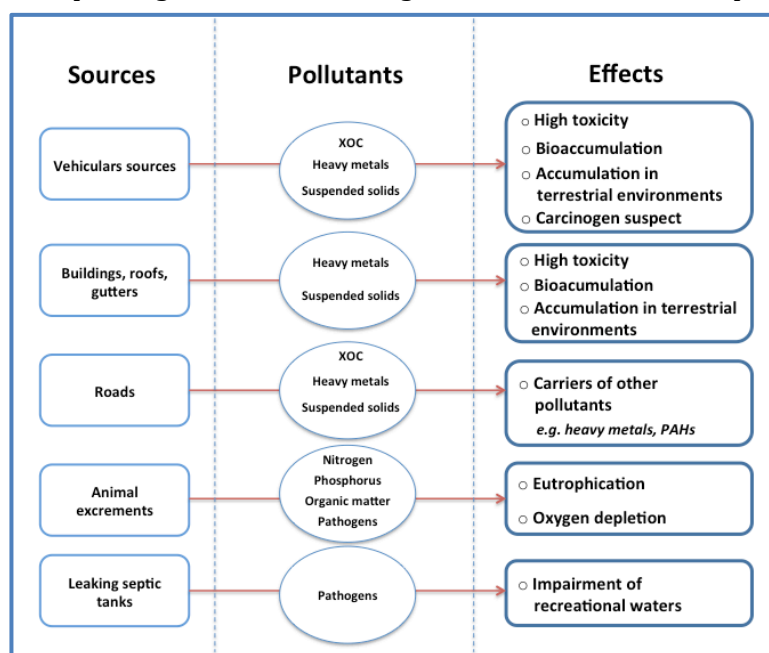 Sources
Pollutants
Effects
Vehiculars sources
XOC
Heavy metals
Suspended solids
○ High toxicity
○ Bioaccumulation
○ Accumulation in
terrestrial environments
○ Carcinogen suspect
Buildings, roofs,
gutters
Heavy metals
Suspended solids
○ High toxicity
○ Bioacumulation
○ Accumulation in terrestrial
environments
Roads
XOC
Heavy metals
Suspended solids
○ Carriers of other
pollutants
e.g. heavy metals, PAHs
Animal
excrements
Nitrogen
Phosphorus
Organic matter
Pathogens
○ Eutrophication
○ Oxygen depletion
Leaking septic
tanks
Pathogens
○ Impairment of
recreational waters